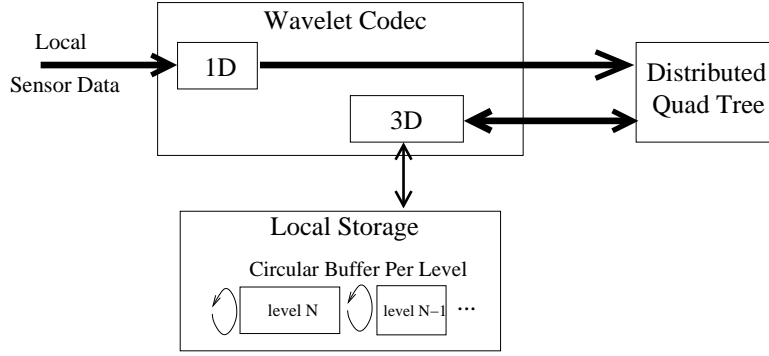 Wavelet Codec
Local
Sensor Data
1D
3D
Distributed
Quad Tree
Local Storage
Circular Buffer Per Level
level N
level N−1
...